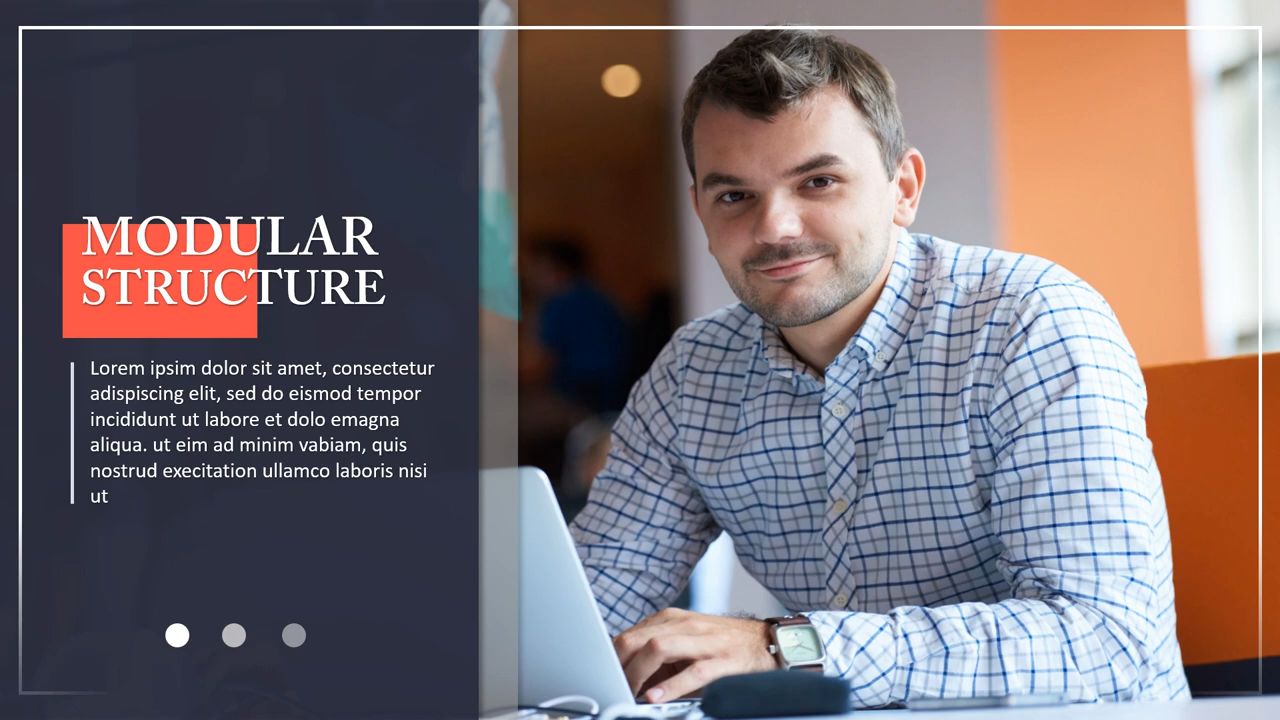 MODULAR
STRUCTURE
Lorem ipsim dolor sit amet, consectetur
adispiscing elit, sed do eismod tempor
incididunt ut labore et dolo emagna
aliqua. ut eim ad minim vabiam, quis
nostrud execitation ullamco laboris nisi
ut